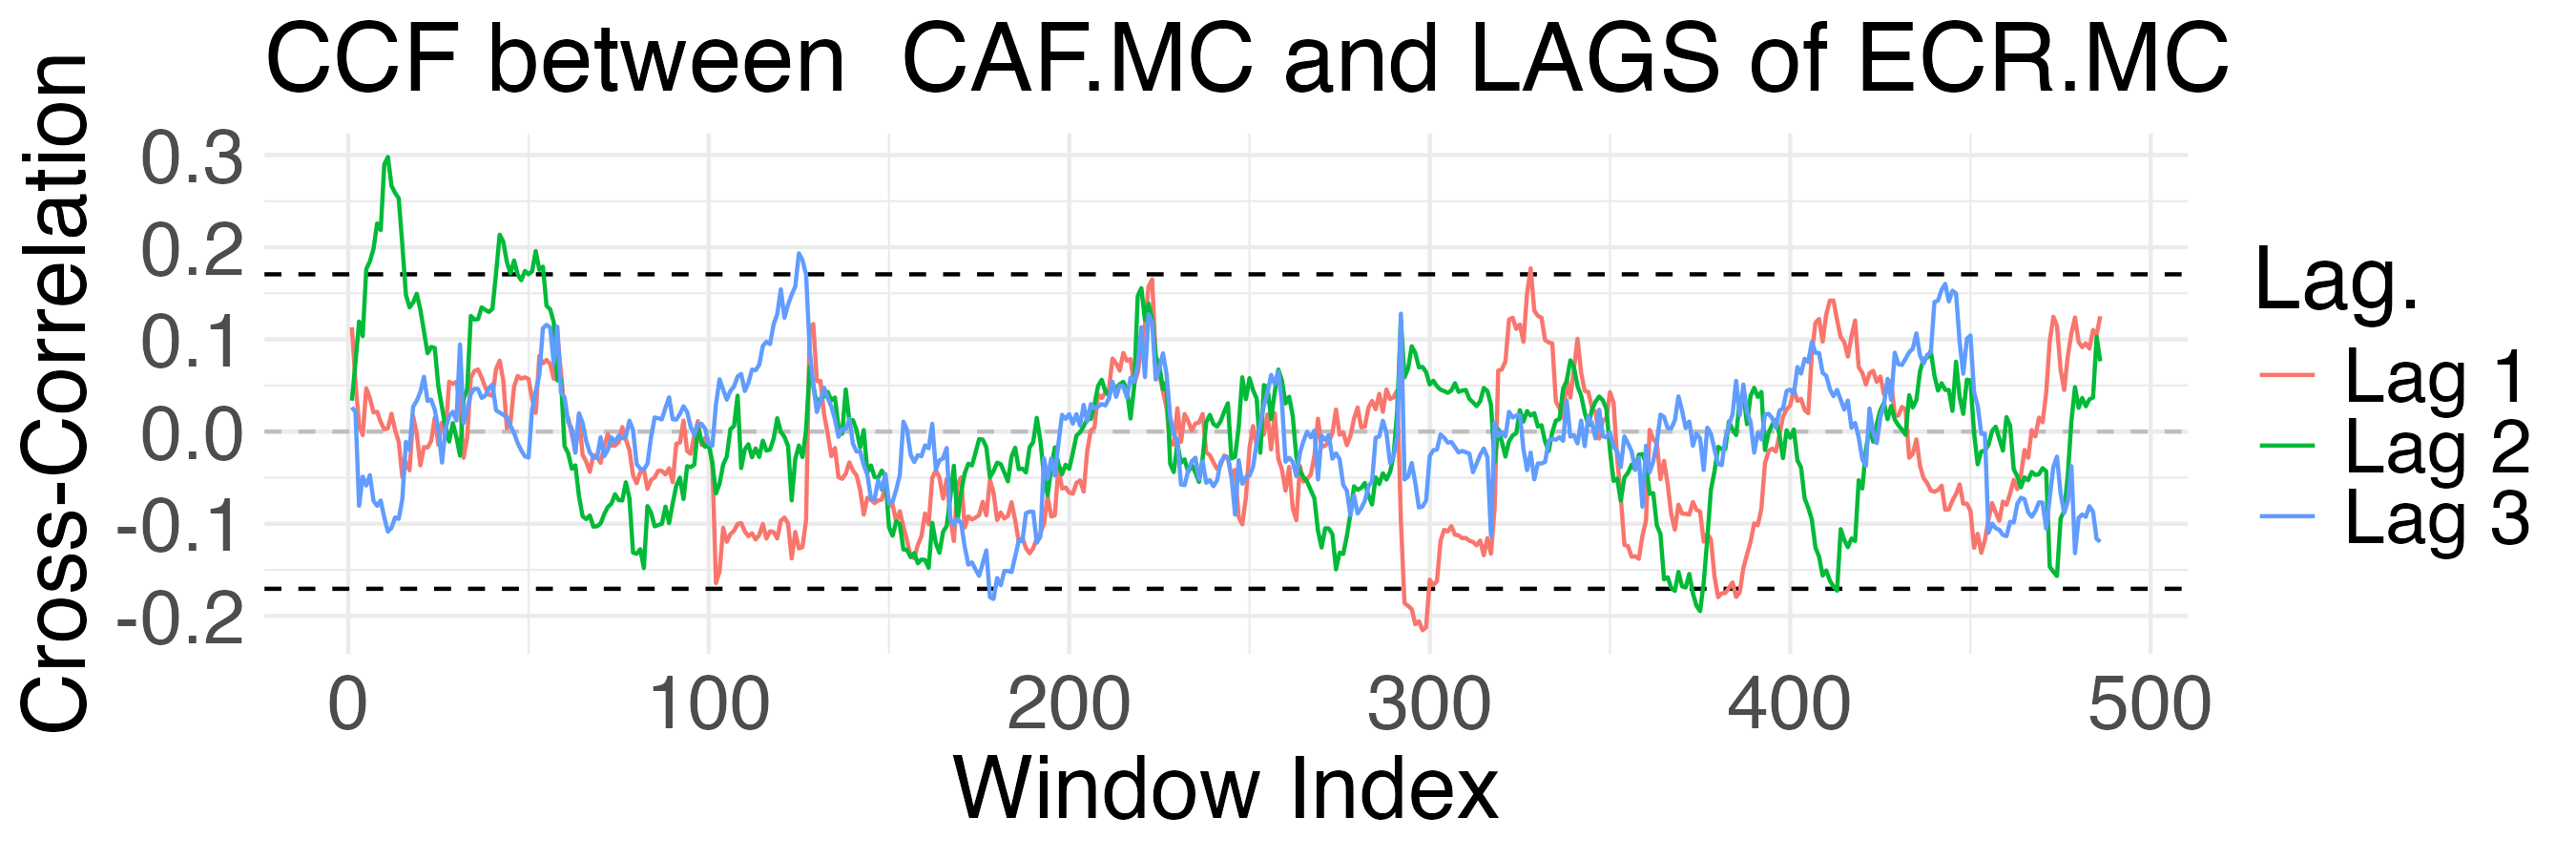 CCF between  CAF.MC and LAGS of ECR.MC
Cross-Correlation
0.3
0.2
0.1
0.0
-0.1
-0.2
0 100 200 300 400 500
Window Index
Lag.
Lag 1
Lag 2
Lag 3